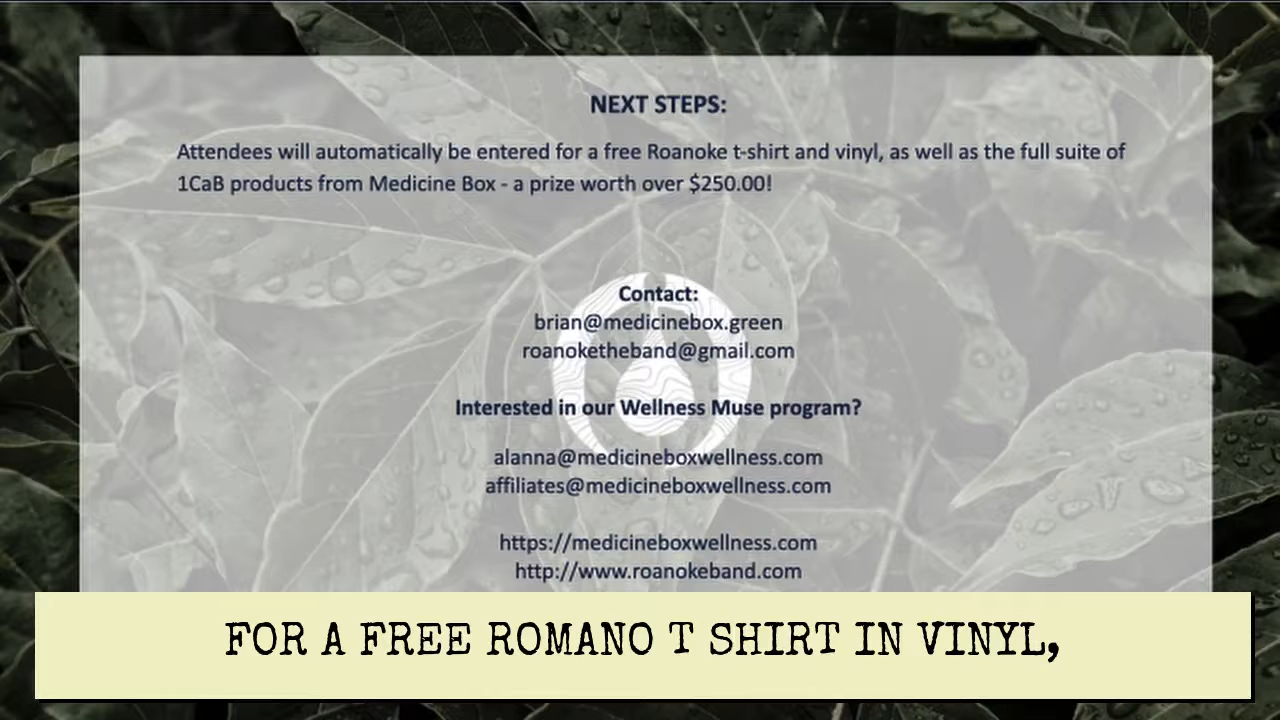 NEXT STEPS:
Attendees will automatically be entered for a free Roanoke t-shirt and vinyl, as well as the full suite of
1CaB products from Medicine Box - a prize worth over $250.00!
Contact:
brian@medicinebox.green
roanoketheband@gmail.com
Interested in our Wellness Muse program?
alanna@medicineboxwellness.com
affiliates@medicineboxwellness.com
https://medicineboxwellness.com
http://www.roanokeband.com
FOR A FREE ROMANO T SHIRT IN VINYL,